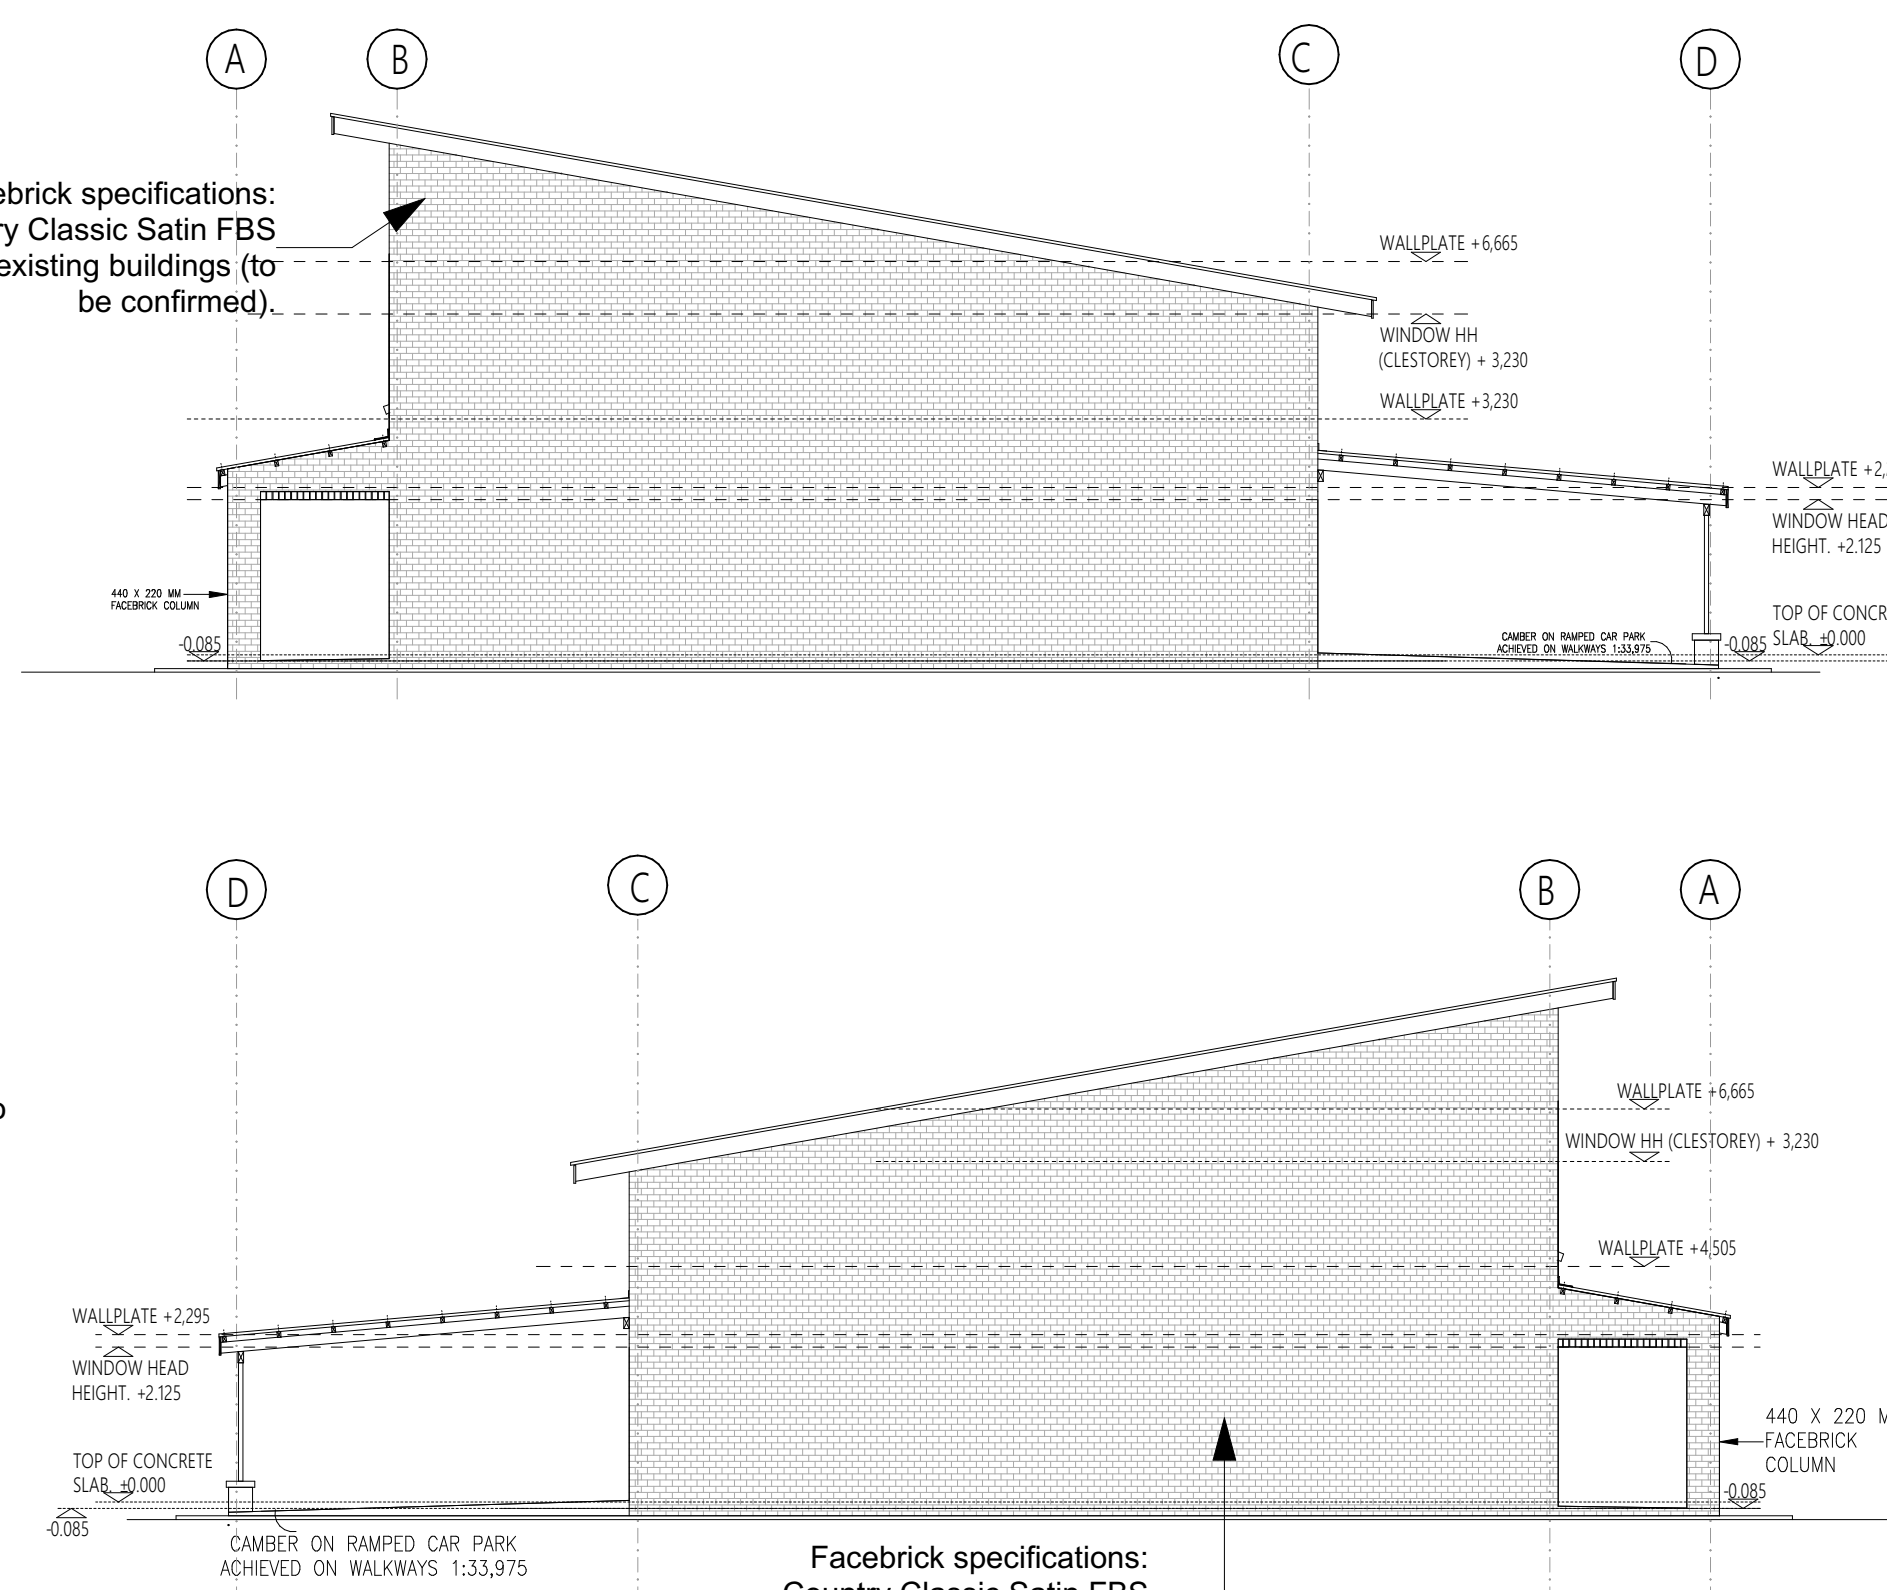 A B C D
ebrick specifications:
ry Classic Satin FBS
existing buildings (to
be confirmed).
WALLPLATE +6,665
WINDOW HH
(CLESTOREY) + 3,230
WALLPLATE +3,230
WALLPLATE +2,
WINDOW HEAD
HEIGHT. +2.125
440 X 220 MM
FACEBRICK COLUMN
-0.085
CAMBER ON RAMPED CAR PARK
ACHIEVED ON WALKWAYS 1:33,975
-0.085
TOP OF CONCR
SLAB. ±0.000
D C B A
WALLPLATE +6,665
WINDOW HH (CLESTOREY) + 3,230
WALLPLATE +4,505
WALLPLATE +2,295
WINDOW HEAD
HEIGHT. +2.125
440 X 220 M
FACEBRICK
COLUMN
TOP OF CONCRETE
SLAB. ±0.000
-0.085
-0.085
CAMBER ON RAMPED CAR PARK
ACHIEVED ON WALKWAYS 1:33,975
Facebrick specifications:
Country Classic Satin FBS